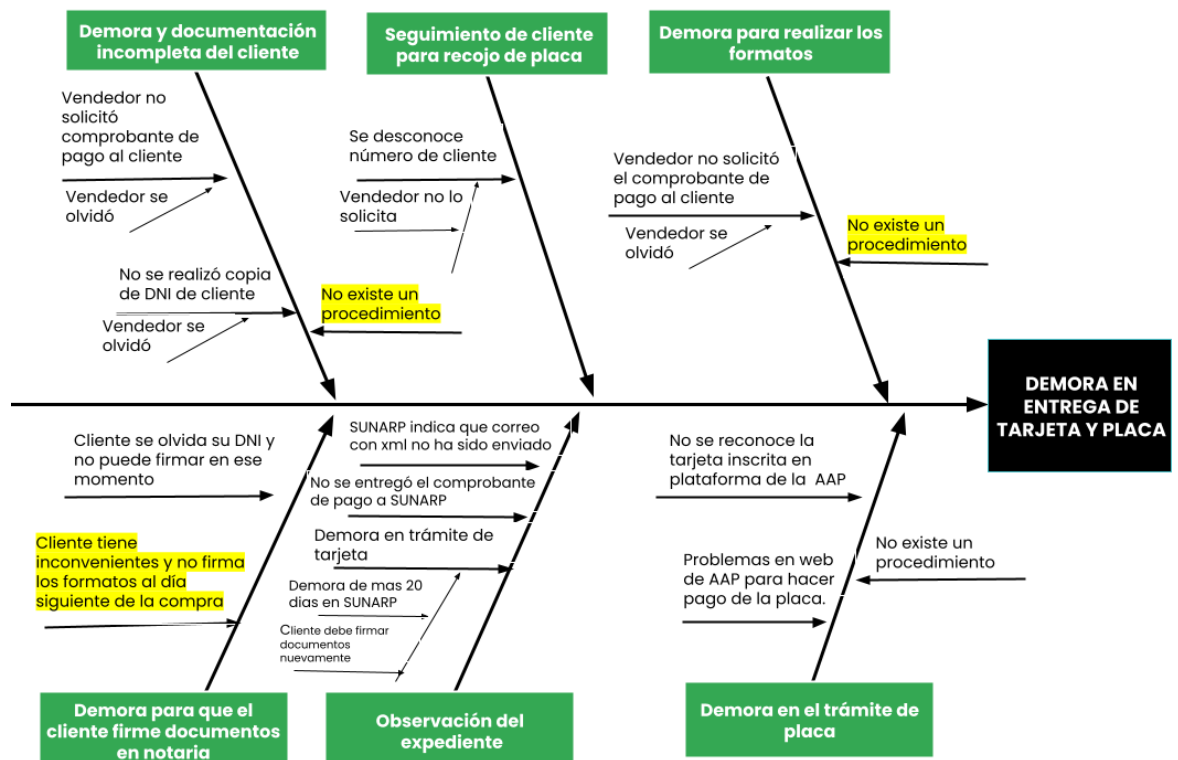 Demora y documentación
incompleta del cliente
Seguimiento de cliente
para recojo de placa
Demora para realizar los
formatos
Vendedor no
solicitó
comprobante de
pago al cliente
Vendedor se
olvidó
No se realizó copia
de DNI de cliente
Vendedor se
olvidó
No existe un
procedimiento
Se desconoce
número de cliente
Vendedor no lo
solicita
Vendedor no solicitó
el comprobante de
pago al cliente
Vendedor se
olvidó
No existe un
procedimiento
DEMORA EN
ENTREGA DE
TARJETA Y PLACA
Cliente se olvida su DNI y
no puede firmar en ese
momento
Cliente tiene
inconvenientes y no firma
los formatos al día
siguiente de la compra
SUNARP indica que correo
con xml no ha sido enviado
No se entregó el comprobante
de pago a SUNARP
Demora en trámite de
tarjeta
Demora de mas 20
dias en SUNARP
Cliente debe firmar
documentos
nuevamente
No se reconoce la
tarjeta inscrita en
plataforma de la AAP
Problemas en web
de AAP para hacer
pago de la placa.
No existe un
procedimiento
Demora para que el
cliente firme documentos
en notaria
Observación del
expediente
Demora en el trámite de
placa